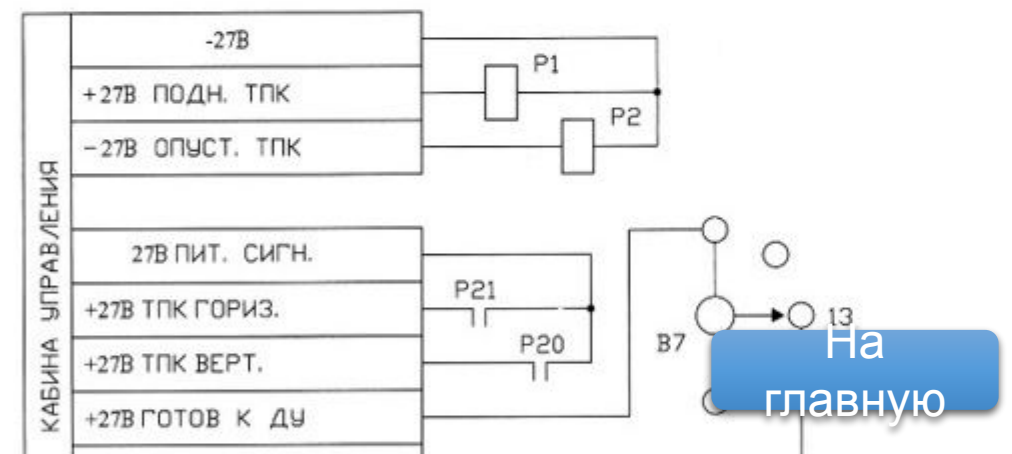 КАБИНА УПРАВЛЕНИЯ
-27В
+27В ПОДН. ТПК
-27В ОПУСТ. ТПК
Р1
Р2
27В ПИТ. СИГН.
+27В ТПК ГОРИЗ.
+27В ТПК ВЕРТ.
+27В ГОТОВ К ДУ
Р21
Р20
В7
13
На
главную